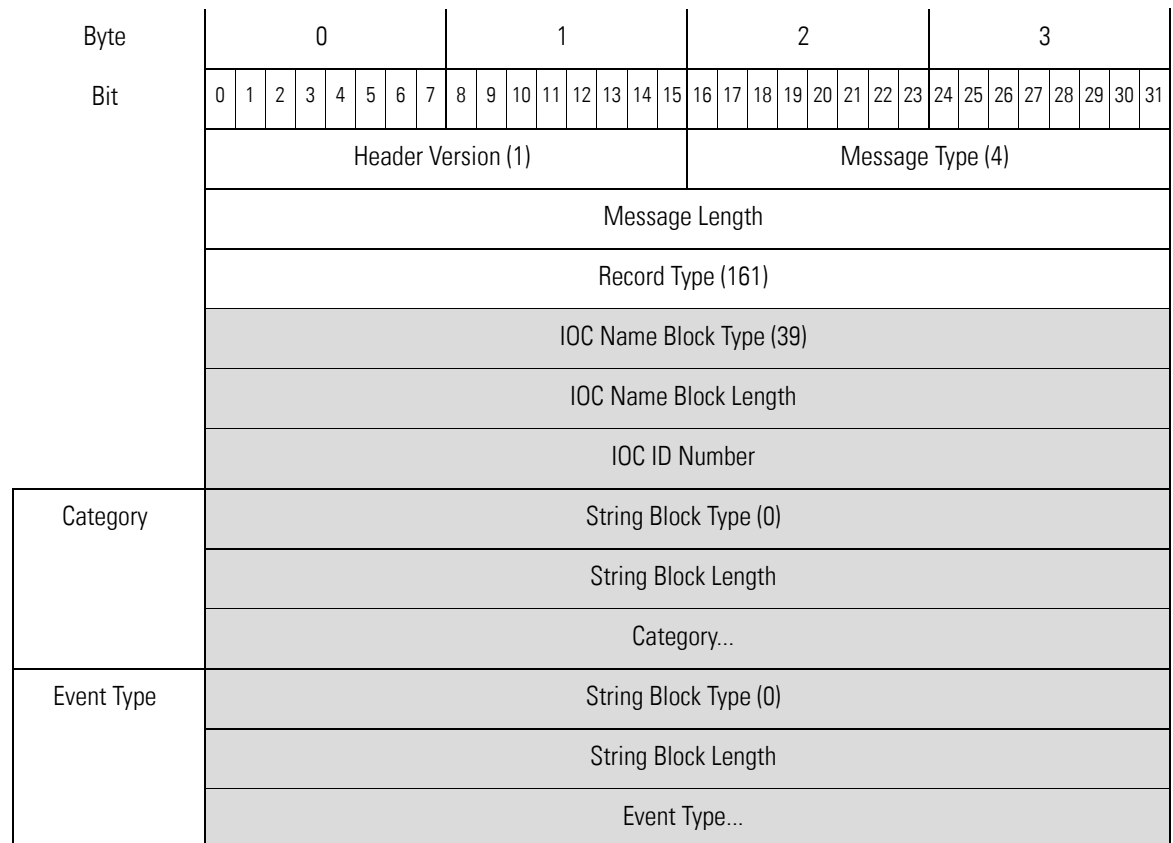 Byte 0 1 2 3
Bit 0 1 2 3 4 5 6 7 8 9 10 11 12 13 14 15 16 17 18 19 20 21 22 23 24 25 26 27 28 29 30 31
Header Version (1) Message Type (4)
Message Length
Record Type (161)
IOC Name Block Type (39)
IOC Name Block Length
IOC ID Number
Category String Block Type (0)
String Block Length
Category...
Event Type String Block Type (0)
String Block Length
Event Type...